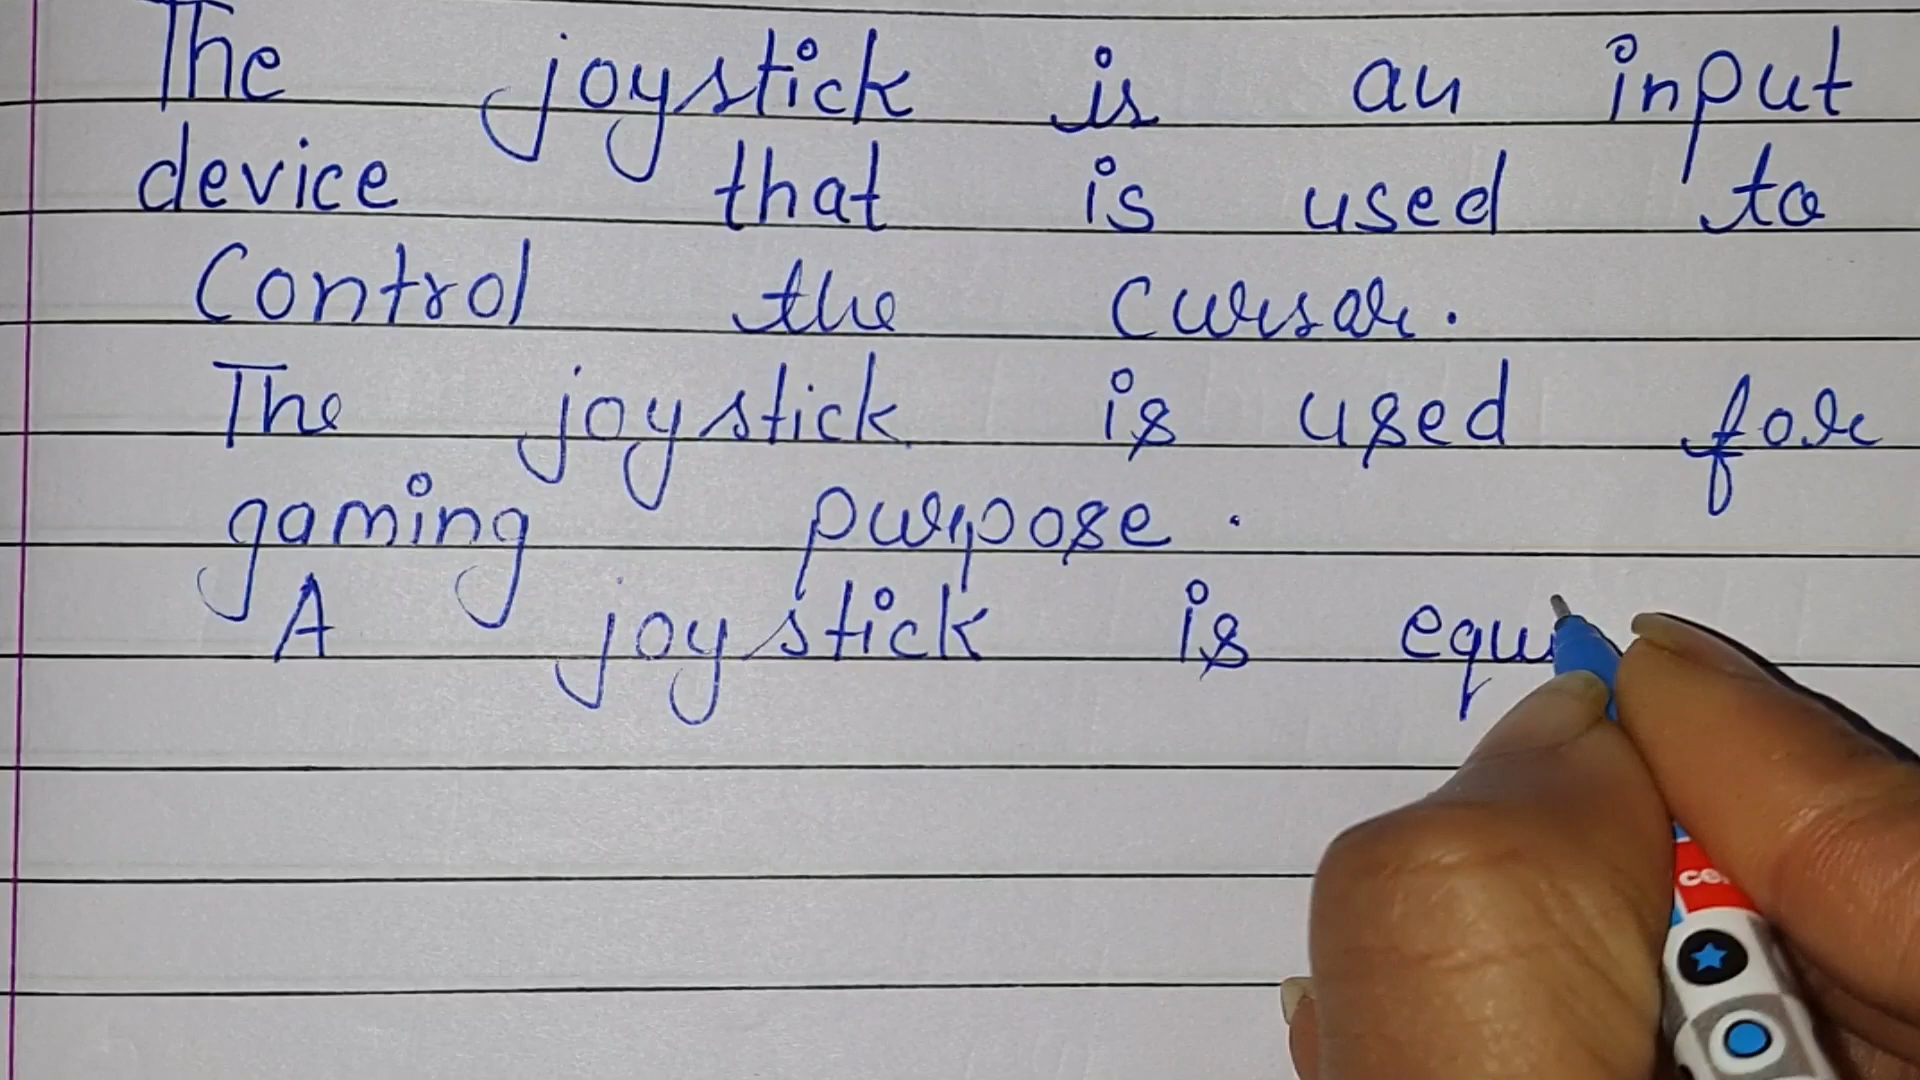 The joystick is an input
device that is used to
Control the cursor.
The joystick is used for
gaming purpose.
A joystick is equ